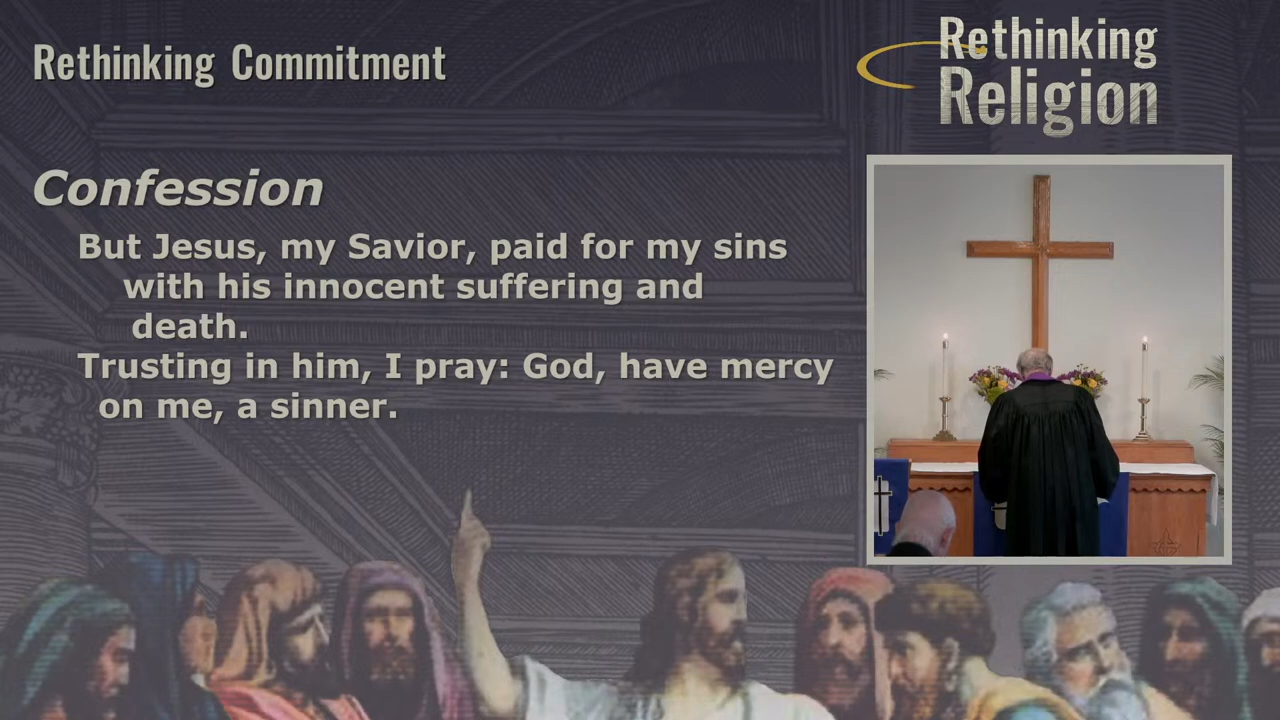 Rethinking Commitment
Rethinking
Religion
Confession
But Jesus, my Savior, paid for my sins
with his innocent suffering and
death.
Trusting in him, I pray: God, have mercy
on me, a sinner.